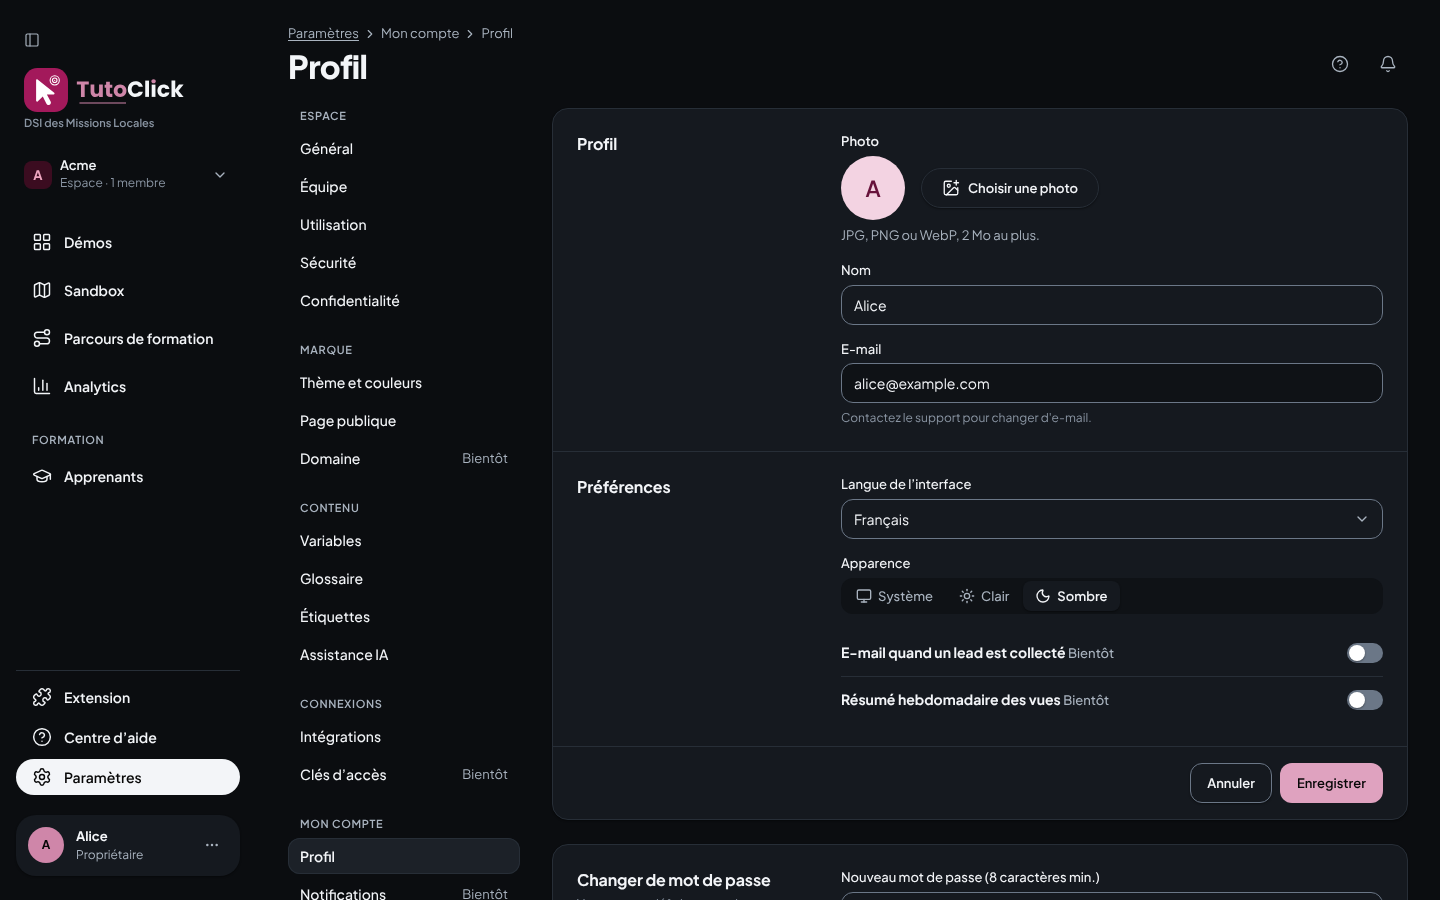 TutoClick
DSI des Missions Locales
A
Acme
Espace · 1 membre
Démos
Sandbox
Parcours de formation
Analytics
FORMATION
Apprenants
Extension
Centre d’aide
Paramètres
A
Alice
Propriétaire
Paramètres > Mon compte > Profil
Profil
ESPACE
Général
Équipe
Utilisation
Sécurité
Confidentialité
MARQUE
Thème et couleurs
Page publique
Domaine Bientôt
CONTENU
Variables
Glossaire
Étiquettes
Assistance IA
CONNEXIONS
Intégrations
Clés d’accès Bientôt
MON COMPTE
Profil
Notifications Bientôt
Profil
Photo
A
Choisir une photo
JPG, PNG ou WebP, 2 Mo au plus.
Nom
Alice
E-mail
alice@example.com
Contactez le support pour changer d’e-mail.
Préférences
Langue de l’interface
Français
Apparence
Système Clair Sombre
E-mail quand un lead est collecté Bientôt
Résumé hebdomadaire des vues Bientôt
Annuler Enregistrer
Changer de mot de passe
Nouveau mot de passe (8 caractères min.)